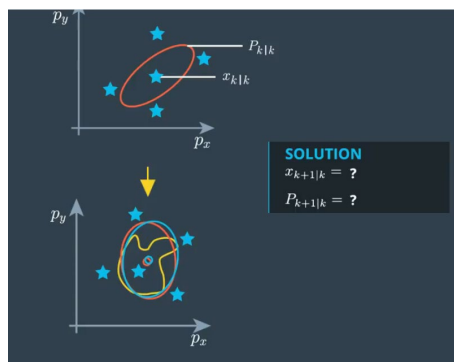 p_y
P_{k|k}
x_{k|k}
p_x
SOLUTION
x_{k+1|k} = ?
P_{k+1|k} = ?
p_y
p_x